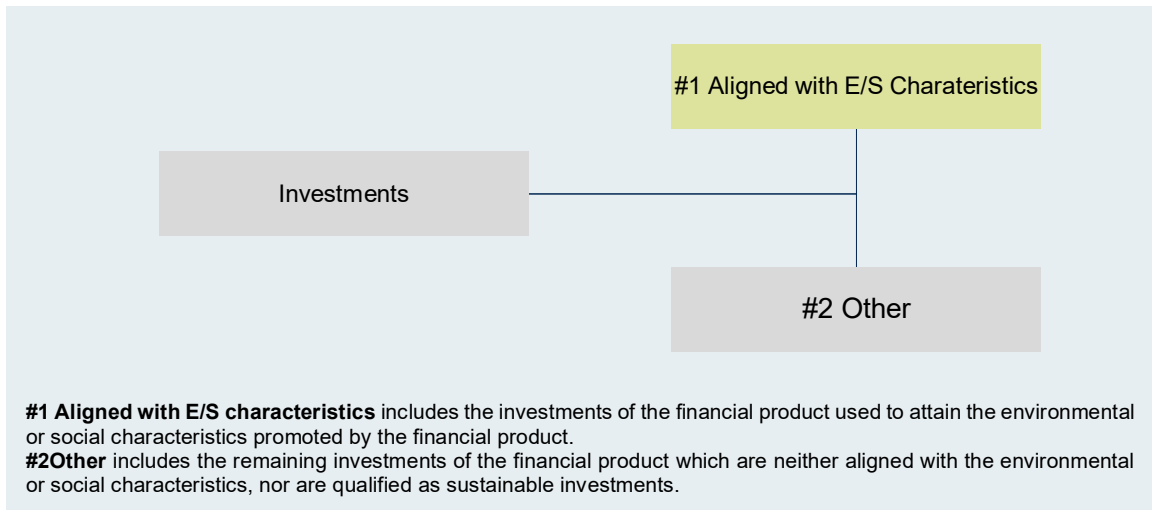 #1 Aligned with E/S Charateristics
Investments
#2 Other
#1 Aligned with E/S characteristics includes the investments of the financial product used to attain the environmental
or social characteristics promoted by the financial product.
#2Other includes the remaining investments of the financial product which are neither aligned with the environmental
or social characteristics, nor are qualified as sustainable investments.